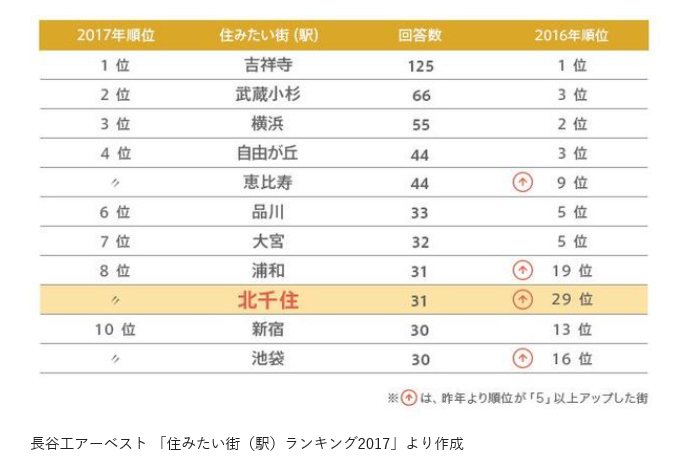 2017年順位 住みたい街 (駅) 回答数 2016年順位
1 位 吉祥寺 125 1 位
2 位 武蔵小杉 66 3 位
3 位 横浜 55 2 位
4 位 自由が丘 44 3 位
〃 恵比寿 44 9 位
6 位 品川 33 5 位
7 位 大宮 32 5 位
8 位 浦和 31 19 位
〃 北千住 31 29 位
10 位 新宿 30 13 位
〃 池袋 30 16 位
※は、昨年より順位が「5」以上アップした街
長谷工アーベスト 「住みたい街（駅）ランキング2017」より作成